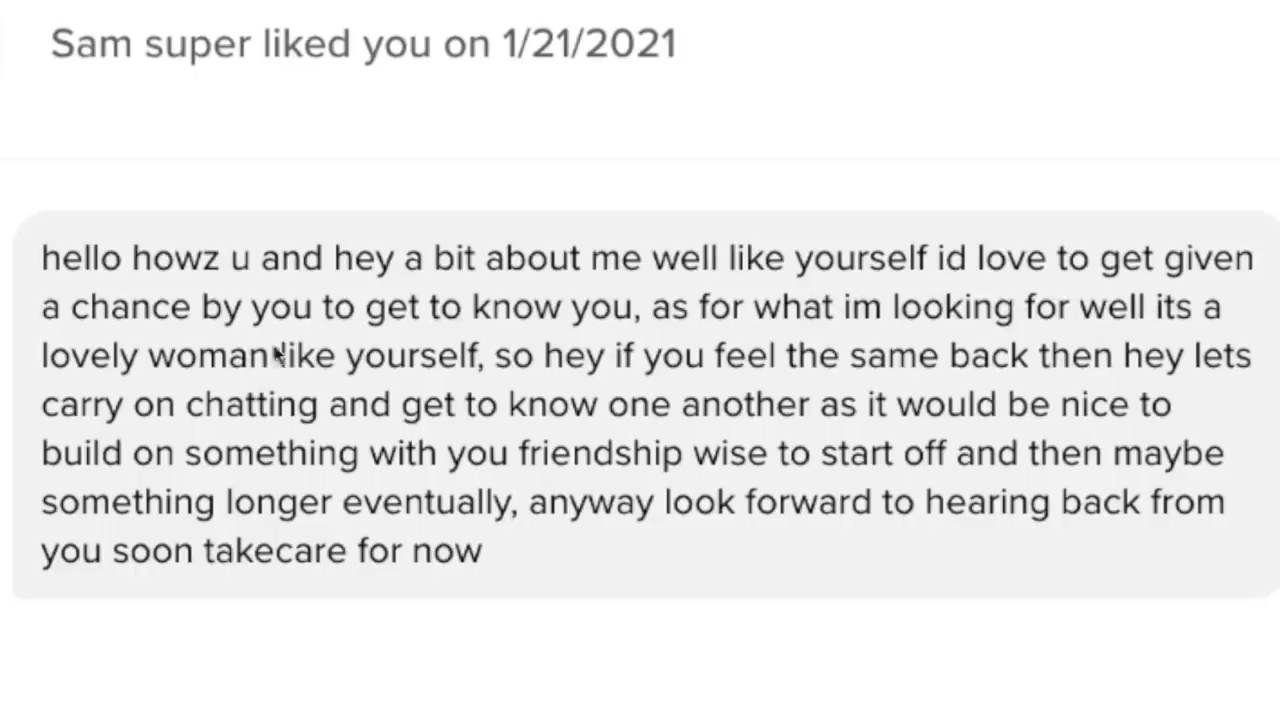 Sam super liked you on 1/21/2021
hello howz u and hey a bit about me well like yourself id love to get given
a chance by you to get to know you, as for what im looking for well its a
lovely woman like yourself, so hey if you feel the same back then hey lets
carry on chatting and get to know one another as it would be nice to
build on something with you friendship wise to start off and then maybe
something longer eventually, anyway look forward to hearing back from
you soon takecare for now